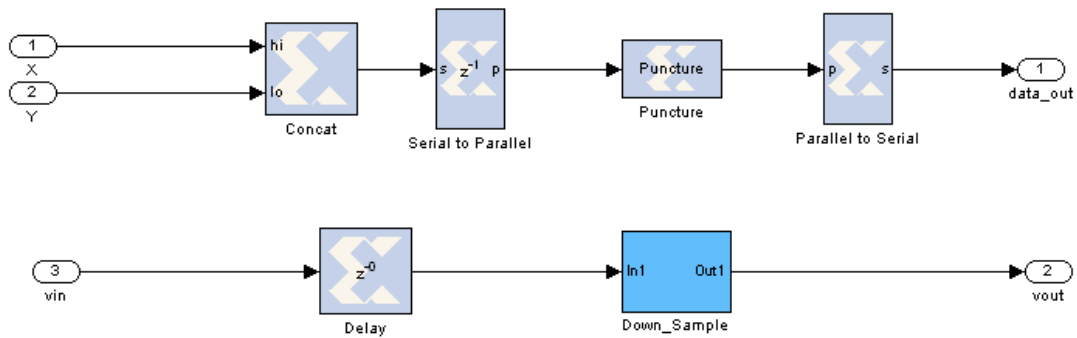 1
X
2
Y
hi
lo
Concat
s z⁻¹ p
Serial to Parallel
Puncture
Puncture
p s
Parallel to Serial
1
data_out
3
vin
z⁻⁰
Delay
In1 Out1
Down_Sample
2
vout